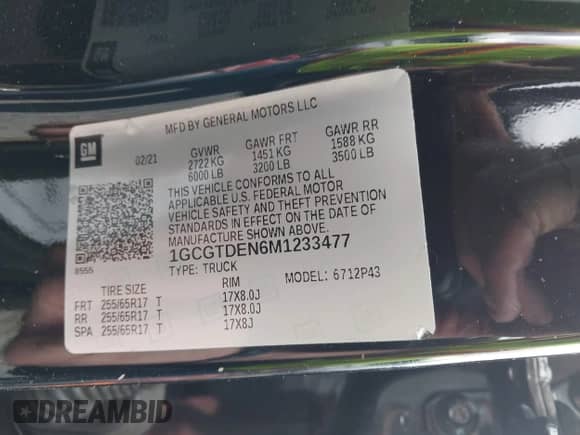 MFD BY GENERAL MOTORS LLC
GM
02/21
GVWR GAWR FRT GAWR RR
2722 KG 1451 KG 1588 KG
6000 LB 3200 LB 3500 LB
THIS VEHICLE CONFORMS TO ALL
APPLICABLE U.S. FEDERAL MOTOR
VEHICLE SAFETY AND THEFT PREVENTION
STANDARDS IN EFFECT ON THE DATE OF
MANUFACTURE SHOWN ABOVE.
1GCGTDEN6M1233477
8555
TYPE: TRUCK
MODEL: 6712P43
TIRE SIZE RIM
FRT 255/65R17 T 17X8.0J
RR 255/65R17 T 17X8.0J
SPA 255/65R17 T 17X8J
DREAMBID